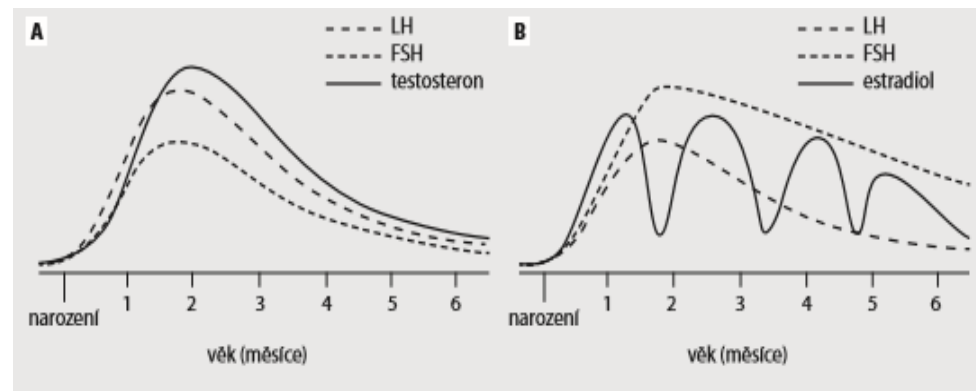 A
LH
FSH
testosteron
1 2 3 4 5 6
narození
věk (měsíce)
B
LH
FSH
estradiol
1 2 3 4 5 6
narození
věk (měsíce)